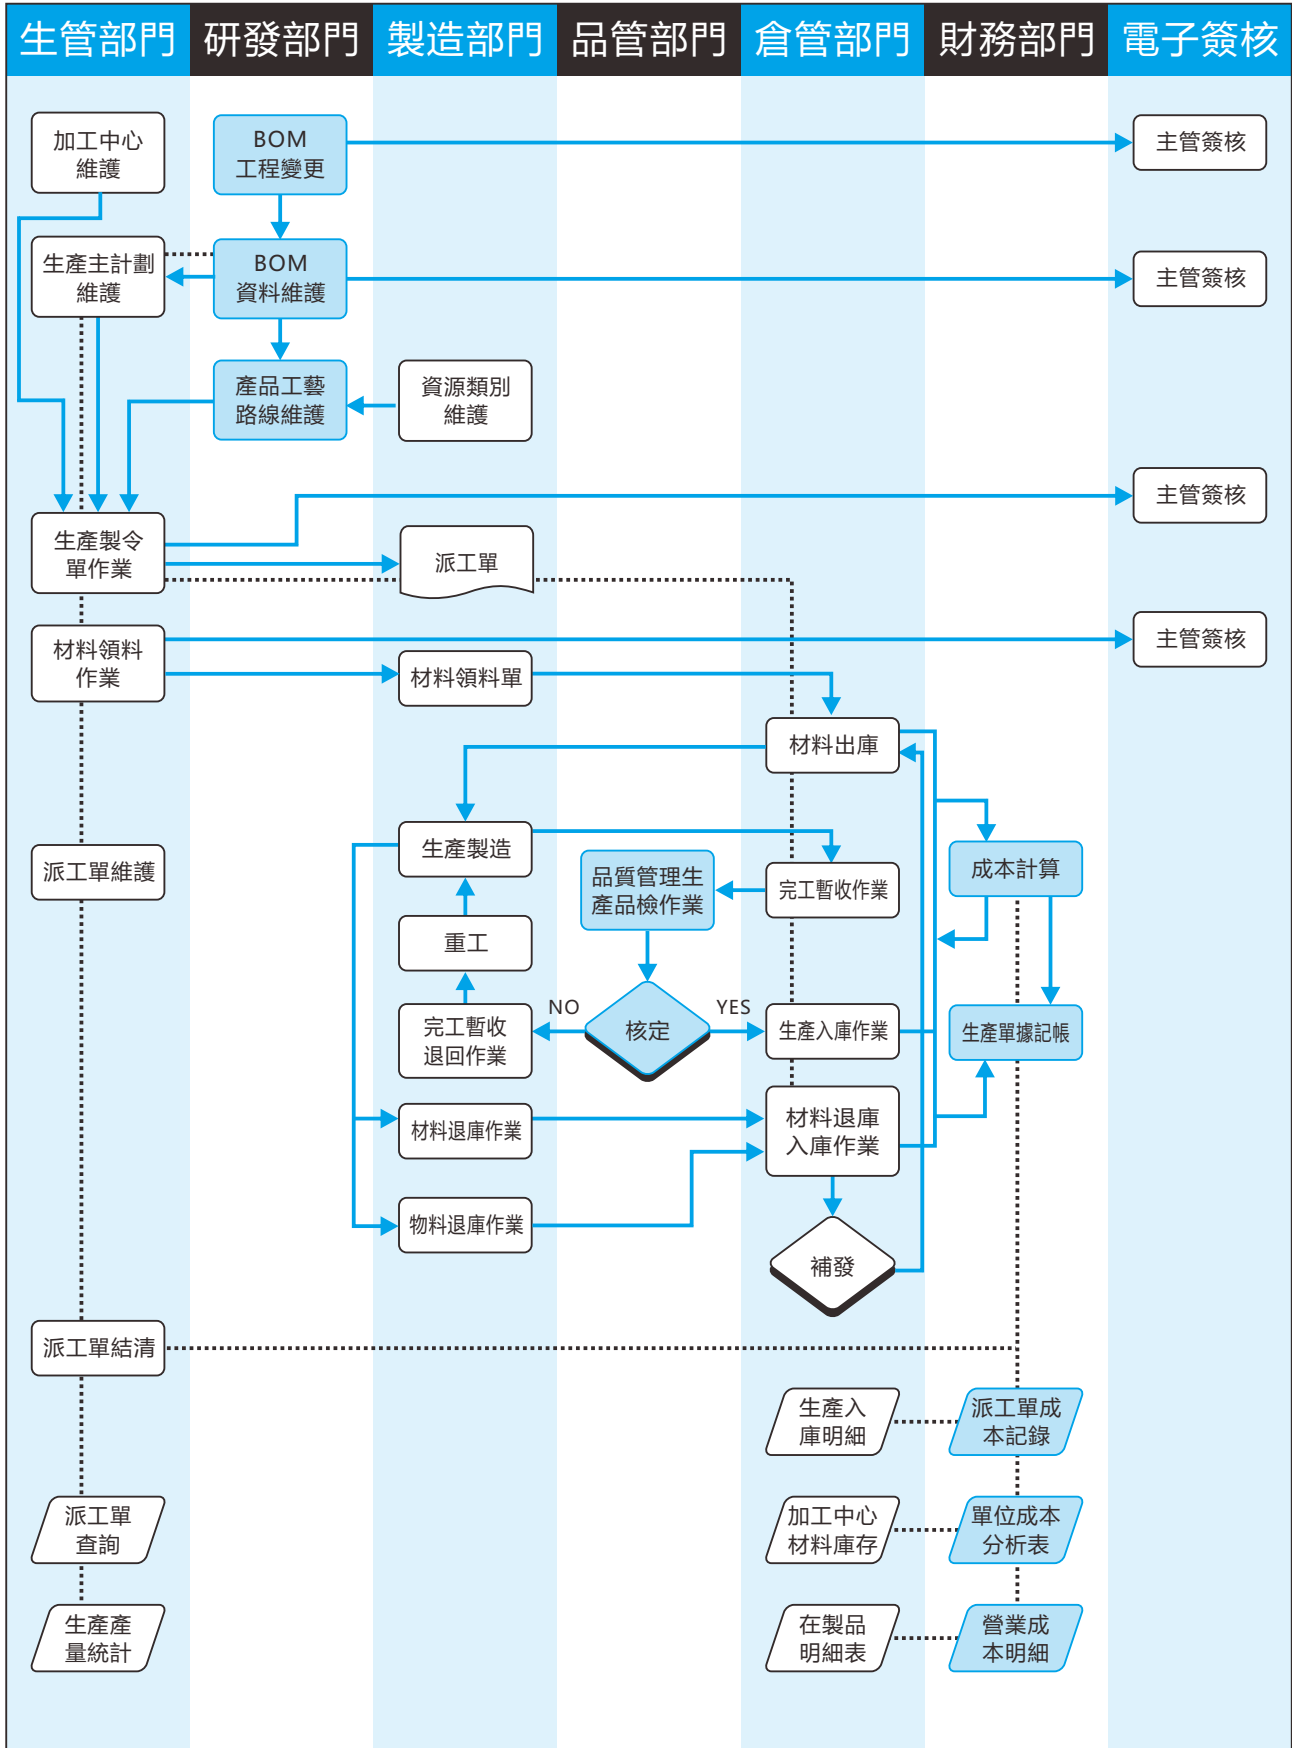 生管部門 研發部門 製造部門 品管部門 倉管部門 財務部門 電子簽核
加工中心
維護
BOM
工程變更
主管簽核
生產主計劃
維護
BOM
資料維護
主管簽核
產品工藝
路線維護
資源類別
維護
主管簽核
生產製令
單作業
派工單
材料領料
作業
主管簽核
材料領料單
材料出庫
生產製造
派工單維護
品質管理生
產品檢作業
完工暫收作業
成本計算
重工
NO
YES
完工暫收
退回作業
核定
生產入庫作業
生產單據記帳
材料退庫作業
材料退庫
入庫作業
物料退庫作業
補發
派工單結清
生產入
庫明細
派工單成
本記錄
派工單
查詢
加工中心
材料庫存
單位成本
分析表
生產產
量統計
在製品
明細表
營業成
本明細